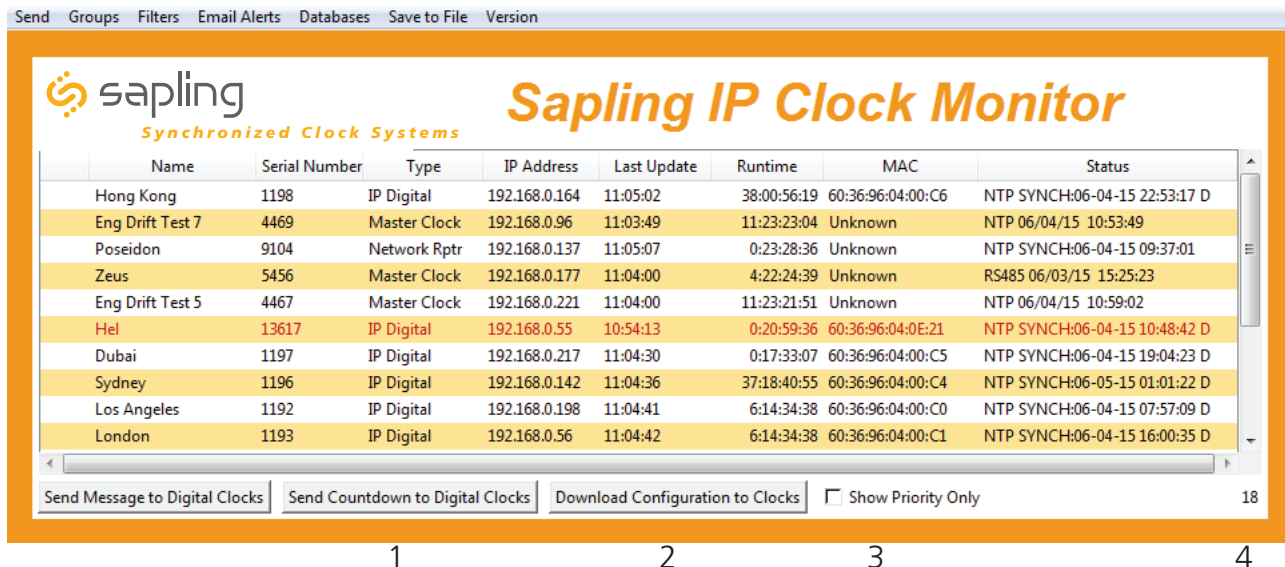 Send Groups Filters Email Alerts Databases Save to File Version
sapling
Synchronized Clock Systems
Sapling IP Clock Monitor
Name Serial Number Type IP Address Last Update Runtime MAC Status
Hong Kong 1198 IP Digital 192.168.0.164 11:05:02 38:00:56:19 60:36:96:04:00:C6 NTP SYNCH:06-04-15 22:53:17 D
Eng Drift Test 7 4469 Master Clock 192.168.0.96 11:03:49 11:23:23:04 Unknown NTP 06/04/15 10:53:49
Poseidon 9104 Network Rptr 192.168.0.137 11:05:07 0:23:28:36 Unknown NTP SYNCH:06-04-15 09:37:01
Zeus 5456 Master Clock 192.168.0.177 11:04:00 4:22:24:39 Unknown RS485 06/03/15 15:25:23
Eng Drift Test 5 4467 Master Clock 192.168.0.221 11:04:00 11:23:21:51 Unknown NTP 06/04/15 10:59:02
Hel 13617 IP Digital 192.168.0.55 10:54:13 0:20:59:36 60:36:96:04:0E:21 NTP SYNCH:06-04-15 10:48:42 D
Dubai 1197 IP Digital 192.168.0.217 11:04:30 0:17:33:07 60:36:96:04:00:C5 NTP SYNCH:06-04-15 19:04:23 D
Sydney 1196 IP Digital 192.168.0.142 11:04:36 37:18:40:55 60:36:96:04:00:C4 NTP SYNCH:06-05-15 01:01:22 D
Los Angeles 1192 IP Digital 192.168.0.198 11:04:41 6:14:34:38 60:36:96:04:00:C0 NTP SYNCH:06-04-15 07:57:09 D
London 1193 IP Digital 192.168.0.56 11:04:42 6:14:34:38 60:36:96:04:00:C1 NTP SYNCH:06-04-15 16:00:35 D
Send Message to Digital Clocks Send Countdown to Digital Clocks Download Configuration to Clocks Show Priority Only 18
1 2 3 4